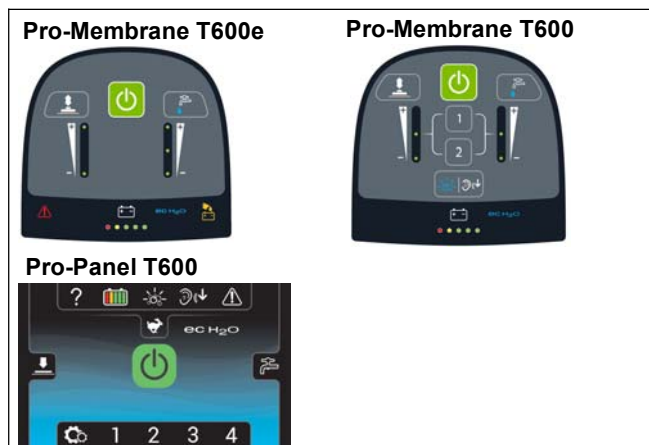 Pro-Membrane T600e
Pro-Membrane T600
+ +
- -
ec H2O
+ +
1
2
- -
ec H2O
Pro-Panel T600
?
ec H2O
1 2 3 4